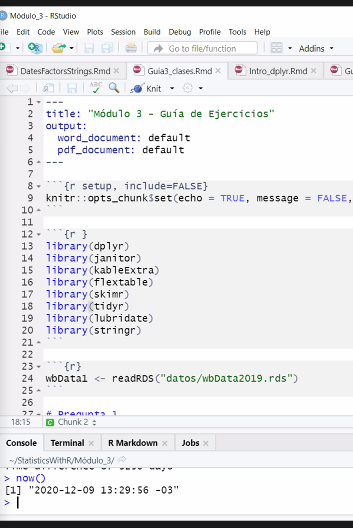 Módulo_3 - RStudio
File Edit Code View Plots Session Build Debug Profile Tools Help
Go to file/function Addins
DatesFactorsStrings.Rmd Guia3_clases.Rmd Intro_dplyr.Rmd Gu
ABC Knit
1 ---
2 title: "Módulo 3 - Guía de Ejercicios"
3 output:
4 word_document: default
5 pdf_document: default
6 ---
7
8 ```{r setup, include=FALSE}
9 knitr::opts_chunk$set(echo = TRUE, message = FALSE,
10 ```
11
12 ```{r }
13 library(dplyr)
14 library(janitor)
15 library(kableExtra)
16 library(flextable)
17 library(skimr)
18 library(tidyr)
19 library(lubridate)
20 library(stringr)
21 ```
22
23 ```{r}
24 wbData1 <- readRDS("datos/wbData2019.rds")
25 ```
26
27 # Pregunta 1
18:15 C Chunk 2
Console Terminal R Markdown Jobs
~/StatisticsWithR/Módulo_3/
> now()
[1] "2020-12-09 13:29:56 -03"
>